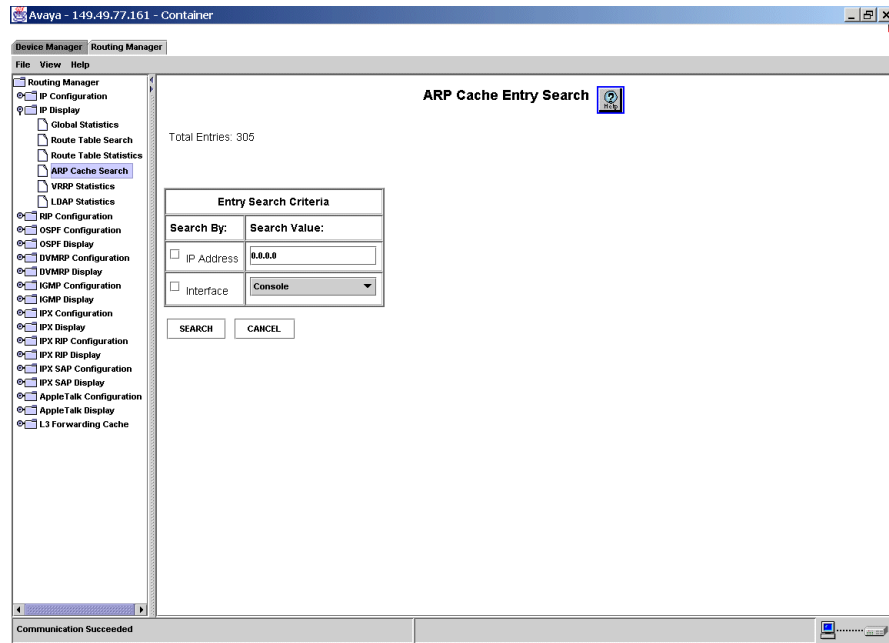 Avaya - 149.49.77.161 - Container
Device Manager Routing Manager
File View Help
Routing Manager
IP Configuration
IP Display
Global Statistics
Route Table Search
Route Table Statistics
ARP Cache Search
VRRP Statistics
LDAP Statistics
RIP Configuration
OSPF Configuration
OSPF Display
DVMRP Configuration
DVMRP Display
IGMP Configuration
IGMP Display
IPX Configuration
IPX Display
IPX RIP Configuration
IPX RIP Display
IPX SAP Configuration
IPX SAP Display
AppleTalk Configuration
AppleTalk Display
L3 Forwarding Cache
ARP Cache Entry Search
Help
Total Entries: 305
Entry Search Criteria
Search By: Search Value:
IP Address 0.0.0.0
Interface Console
SEARCH CANCEL
Communication Succeeded